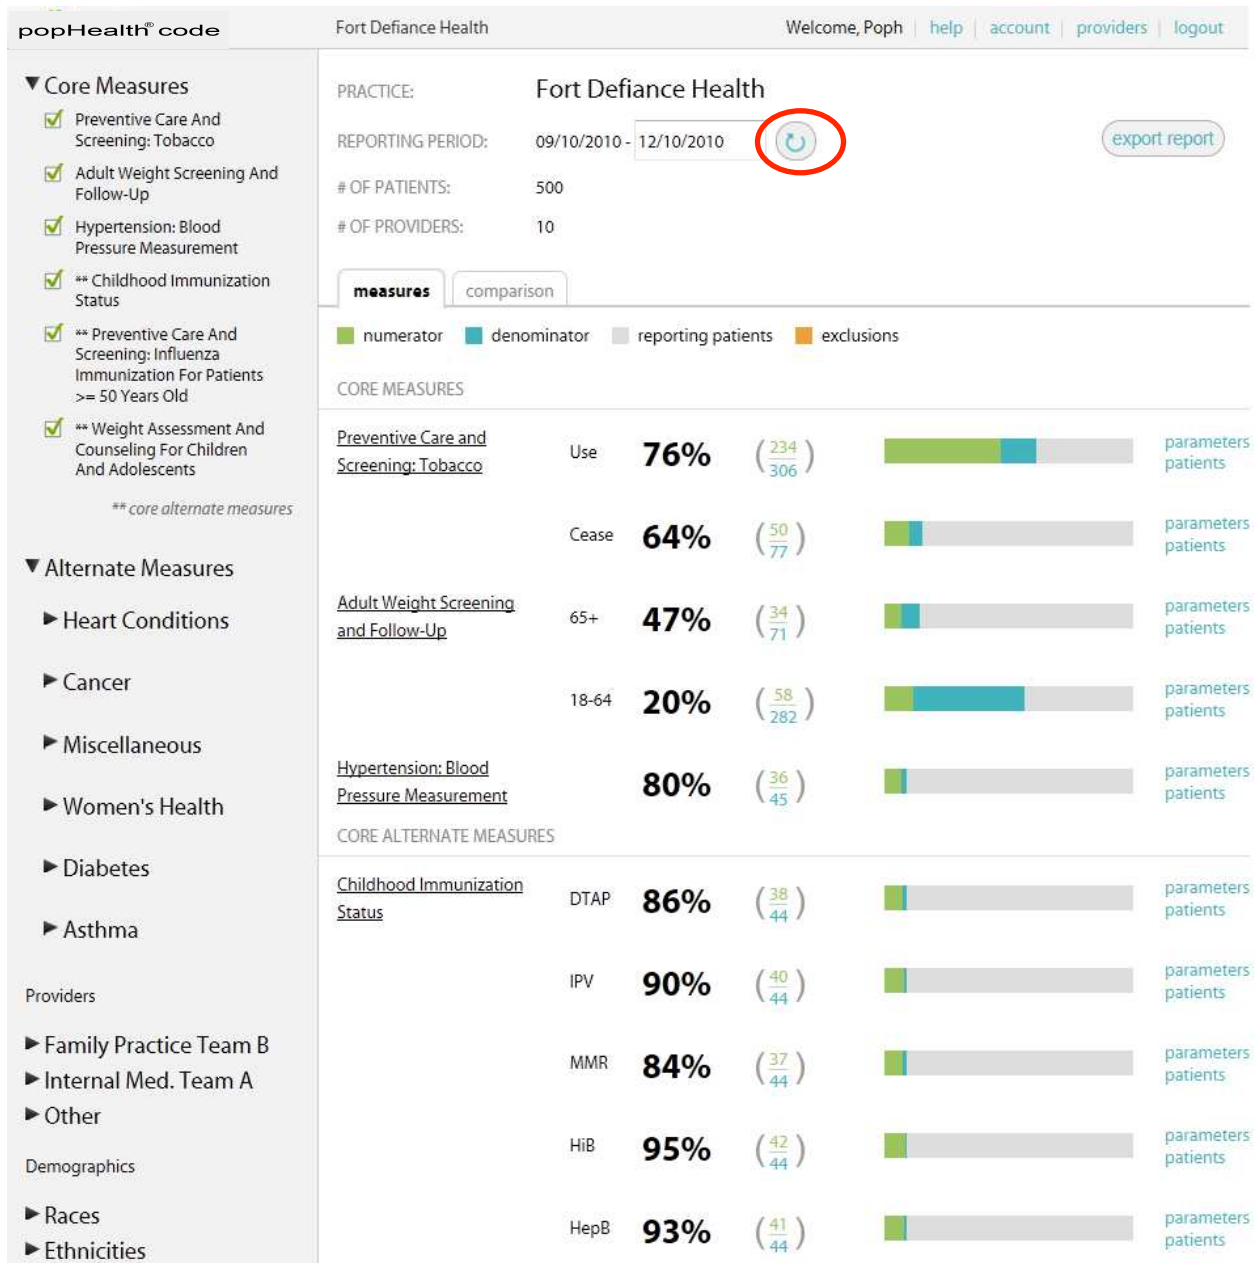 popHealth® code
Fort Defiance Health
Welcome, Poph | help | account | providers | logout
Core Measures
Preventive Care And
Screening: Tobacco
Adult Weight Screening And
Follow-Up
Hypertension: Blood
Pressure Measurement
** Childhood Immunization
Status
** Preventive Care And
Screening: Influenza
Immunization For Patients
>= 50 Years Old
** Weight Assessment And
Counseling For Children
And Adolescents
** core alternate measures
Alternate Measures
Heart Conditions
Cancer
Miscellaneous
Women's Health
Diabetes
Asthma
Providers
Family Practice Team B
Internal Med. Team A
Other
Demographics
Races
Ethnicities
PRACTICE: Fort Defiance Health
REPORTING PERIOD: 09/10/2010 - 12/10/2010
export report
# OF PATIENTS: 500
# OF PROVIDERS: 10
measures comparison
numerator denominator reporting patients exclusions
CORE MEASURES
Preventive Care and
Screening: Tobacco
Use 76% (234/306)
parameters
patients
Cease 64% (50/77)
parameters
patients
Adult Weight Screening
and Follow-Up
65+ 47% (34/71)
parameters
patients
18-64 20% (58/282)
parameters
patients
Hypertension: Blood
Pressure Measurement
80% (36/45)
parameters
patients
CORE ALTERNATE MEASURES
Childhood Immunization
Status
DTAP 86% (38/44)
parameters
patients
IPV 90% (40/44)
parameters
patients
MMR 84% (37/44)
parameters
patients
HiB 95% (42/44)
parameters
patients
HepB 93% (41/44)
parameters
patients